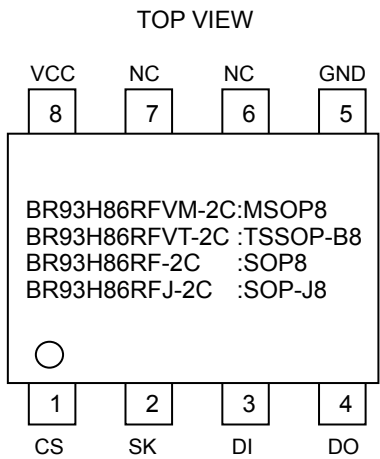 TOP VIEW
VCC NC NC GND
8 7 6 5
BR93H86RFVM-2C:MSOP8
BR93H86RFVT-2C :TSSOP-B8
BR93H86RF-2C :SOP8
BR93H86RFJ-2C :SOP-J8
1 2 3 4
CS SK DI DO